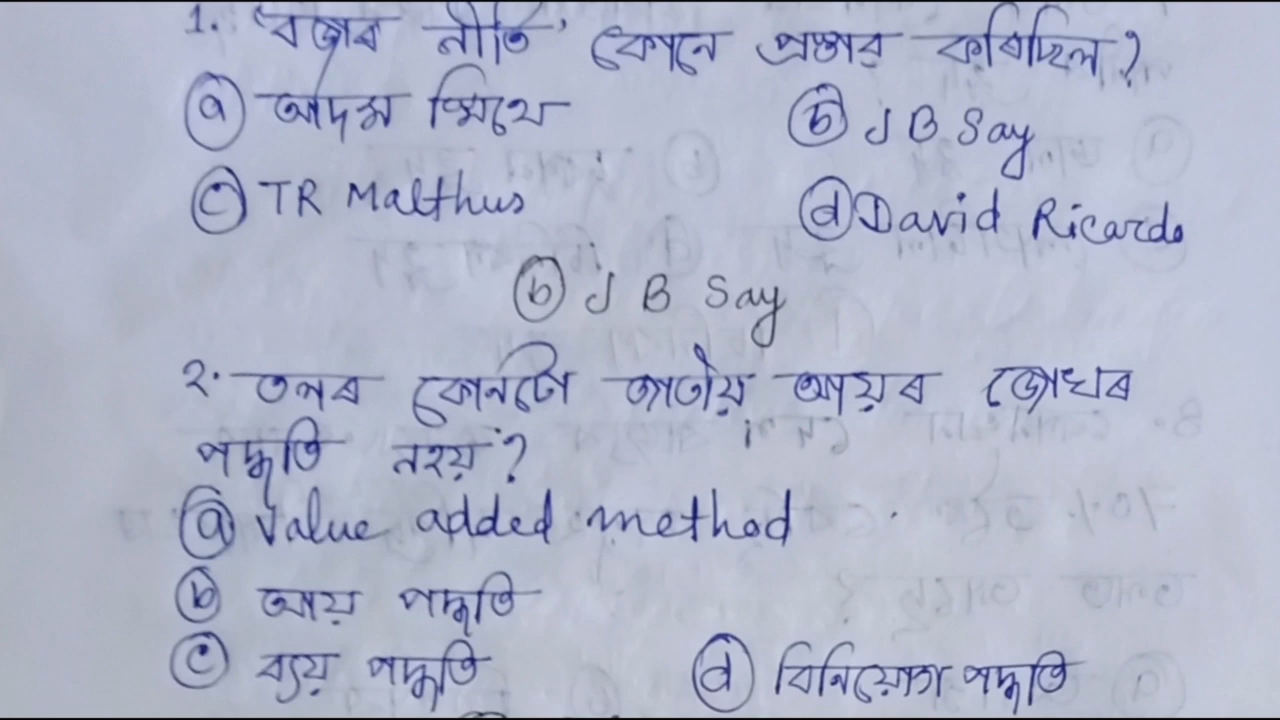 1. 'বজাৰ নীতি' কোনে প্ৰস্তাৱ কৰিছিল?
ⓐ আদম স্মিথে ⓑ J B Say
ⓒ TR Malthus ⓓ David Ricardo
ⓑ J B Say
২. তলৰ কোনটো জাতীয় আয়ৰ জোখৰ
পদ্ধতি নহয়?
ⓐ Value added method
ⓑ আয় পদ্ধতি
ⓒ ব্যয় পদ্ধতি ⓓ বিনিয়োগ পদ্ধতি